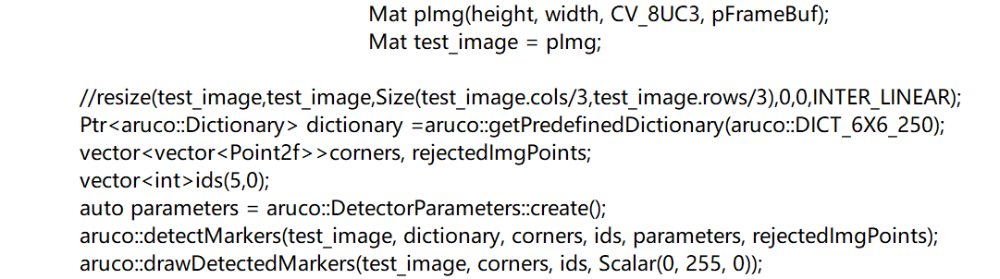 Mat pImg(height, width, CV_8UC3, pFrameBuf);
Mat test_image = pImg;
//resize(test_image,test_image,Size(test_image.cols/3,test_image.rows/3),0,0,INTER_LINEAR);
Ptr<aruco::Dictionary> dictionary =aruco::getPredefinedDictionary(aruco::DICT_6X6_250);
vector<vector<Point2f>>corners, rejectedImgPoints;
vector<int>ids(5,0);
auto parameters = aruco::DetectorParameters::create();
aruco::detectMarkers(test_image, dictionary, corners, ids, parameters, rejectedImgPoints);
aruco::drawDetectedMarkers(test_image, corners, ids, Scalar(0, 255, 0));